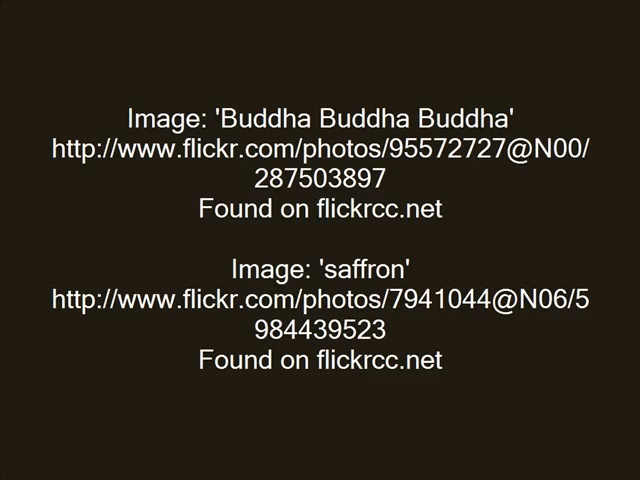 Image: 'Buddha Buddha Buddha'
http://www.flickr.com/photos/95572727@N00/
287503897
Found on flickrcc.net
Image: 'saffron'
http://www.flickr.com/photos/7941044@N06/5
984439523
Found on flickrcc.net